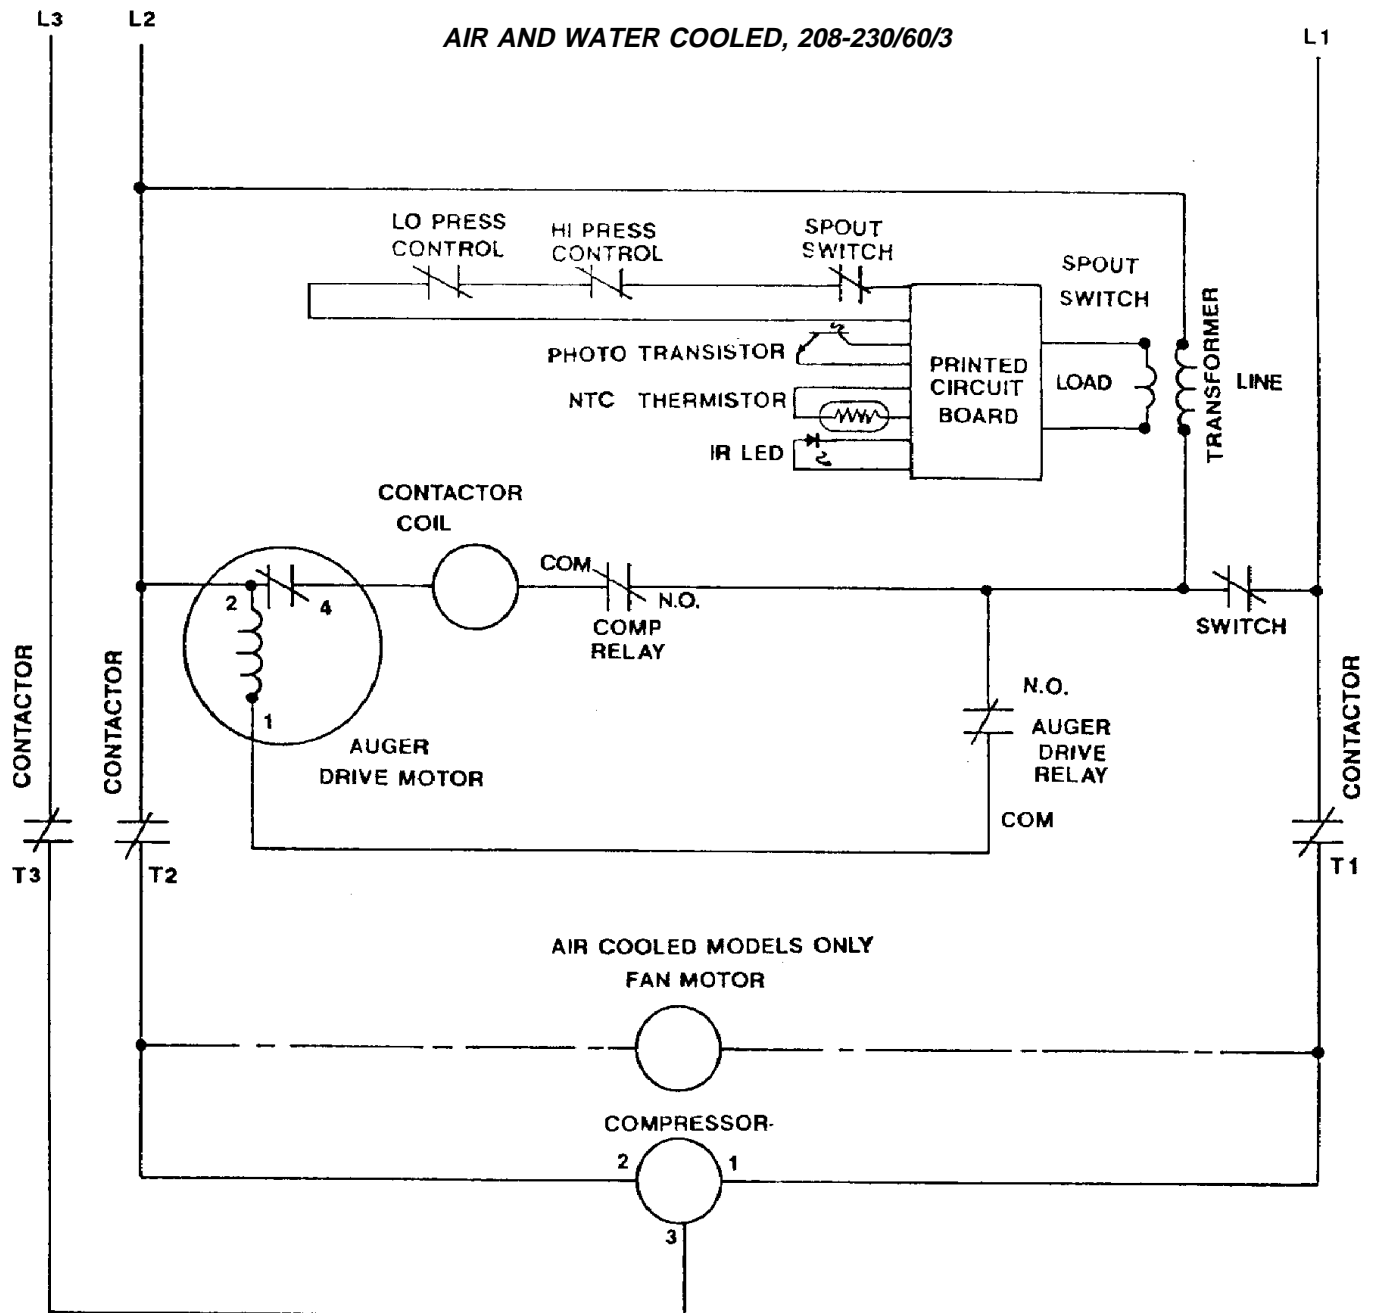 L3
L2
AIR AND WATER COOLED, 208-230/60/3
L1
LO PRESS
CONTROL
HI PRESS
CONTROL
SPOUT
SWITCH
SPOUT
SWITCH
TRANSFORMER
PHOTO TRANSISTOR
PRINTED
CIRCUIT
BOARD
LOAD
LINE
NTC THERMISTOR
IR LED
CONTACTOR
COIL
COM
N.O.
COMP
RELAY
2
4
1
SWITCH
AUGER
DRIVE MOTOR
N.O.
AUGER
DRIVE
RELAY
COM
CONTACTOR
CONTACTOR
CONTACTOR
T3
T2
T1
AIR COOLED MODELS ONLY
FAN MOTOR
COMPRESSOR
2
1
3